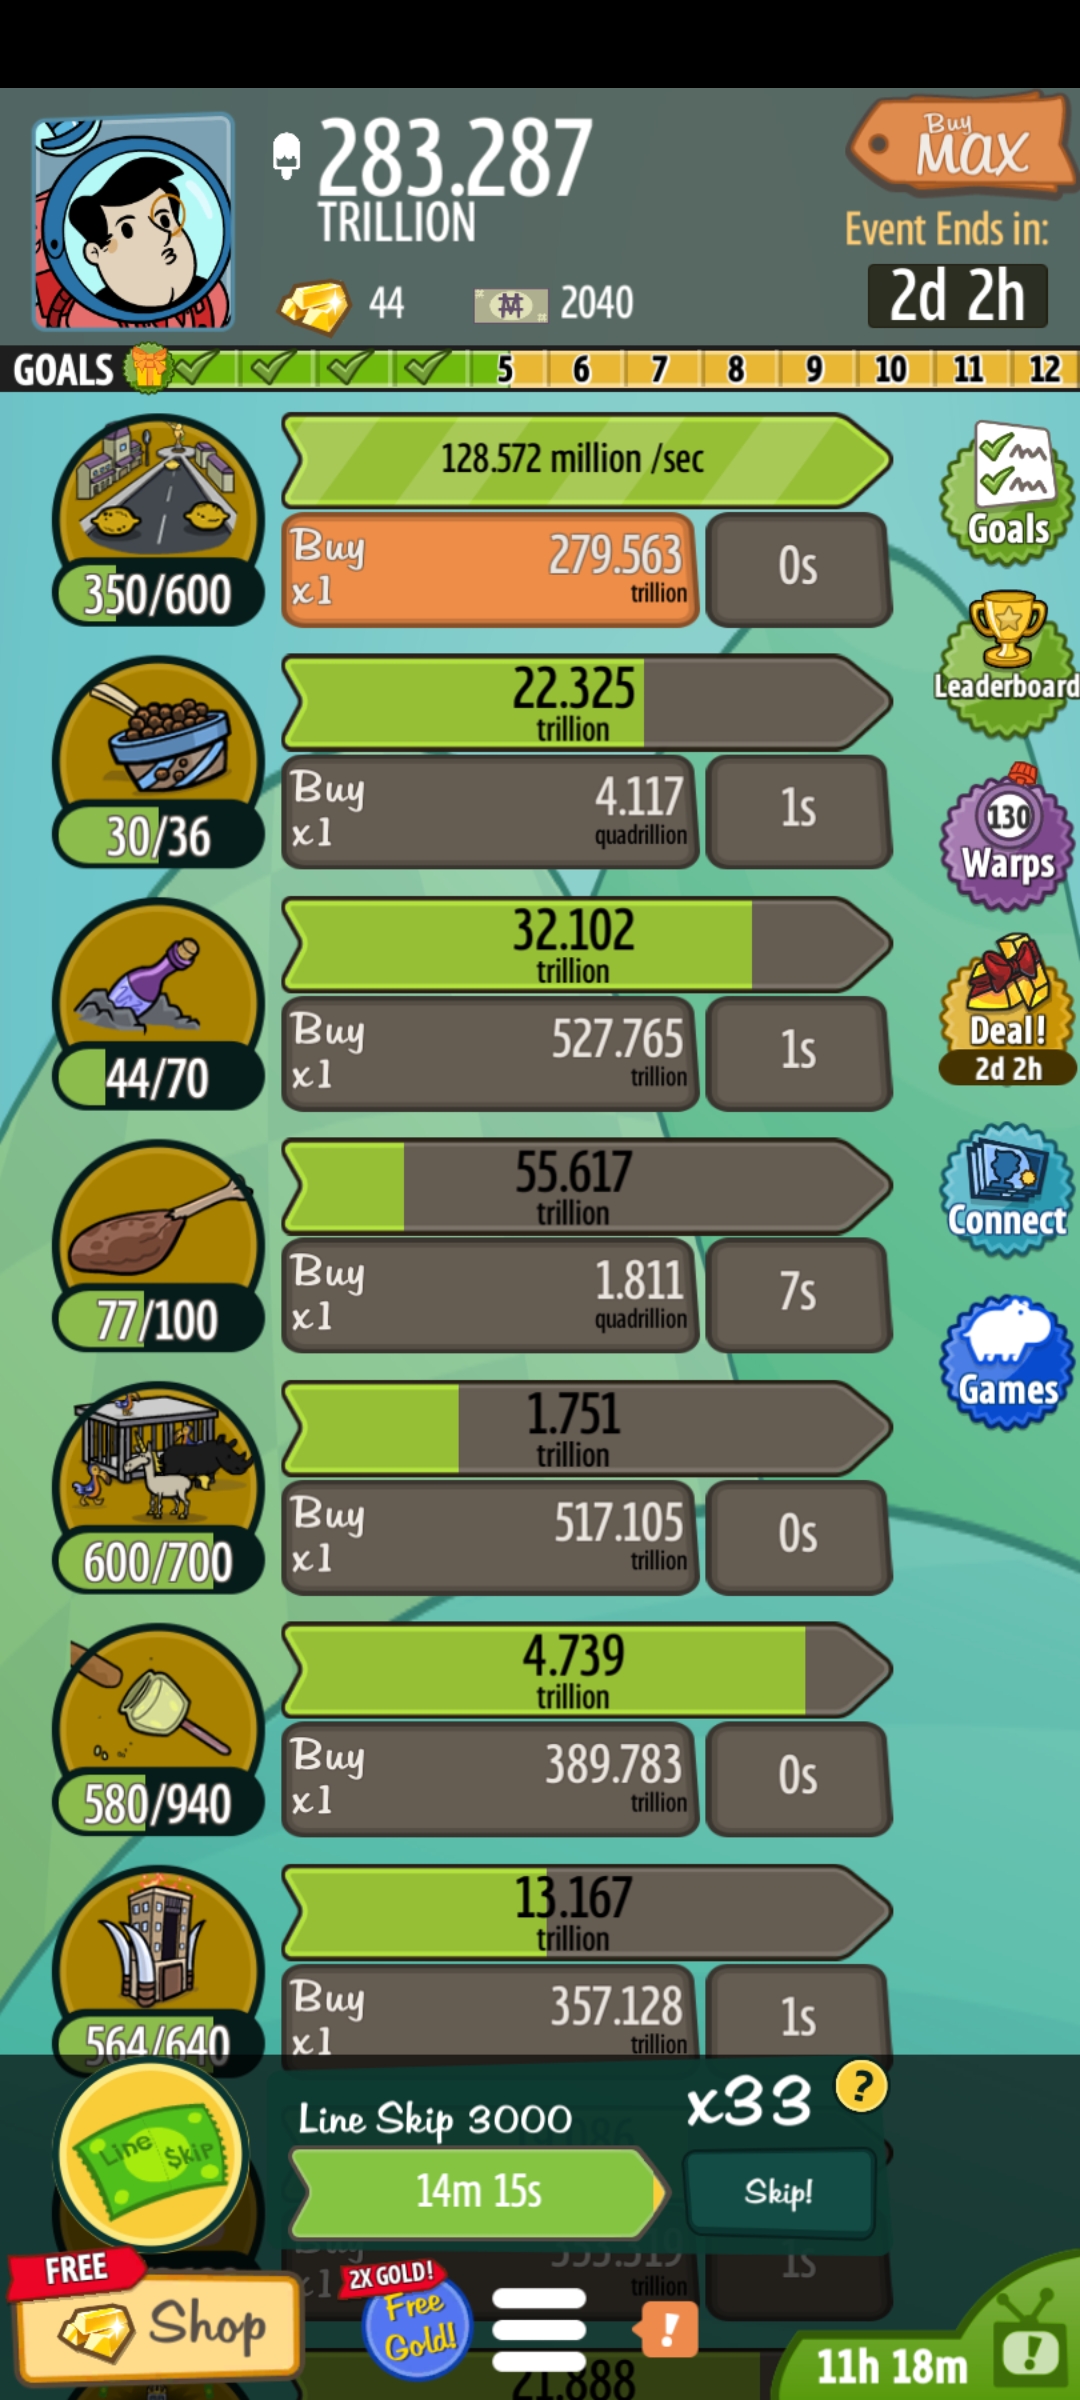 283.287
TRILLION
44
2040
Buy
MAX
Event Ends in:
2d 2h
GOALS
5 6 7 8 9 10 11 12
128.572 million /sec
Buy
x1
279.563
trillion
0s
350/600
Goals
Leaderboard
22.325
trillion
Buy
x1
4.117
quadrillion
1s
30/36
130
Warps
32.102
trillion
Buy
x1
527.765
trillion
1s
44/70
Deal!
2d 2h
55.617
trillion
Buy
x1
1.811
quadrillion
7s
77/100
Connect
Games
1.751
trillion
Buy
x1
517.105
trillion
0s
600/700
4.739
trillion
Buy
x1
389.783
trillion
0s
580/940
13.167
trillion
Buy
x1
357.128
trillion
1s
564/640
Line Skip
Line Skip 3000
x33
?
14m 15s
Skip!
Buy
x1
trillion
1s
FREE
Shop
2X GOLD!
Free
Gold!
!
11h 18m
!
21.888